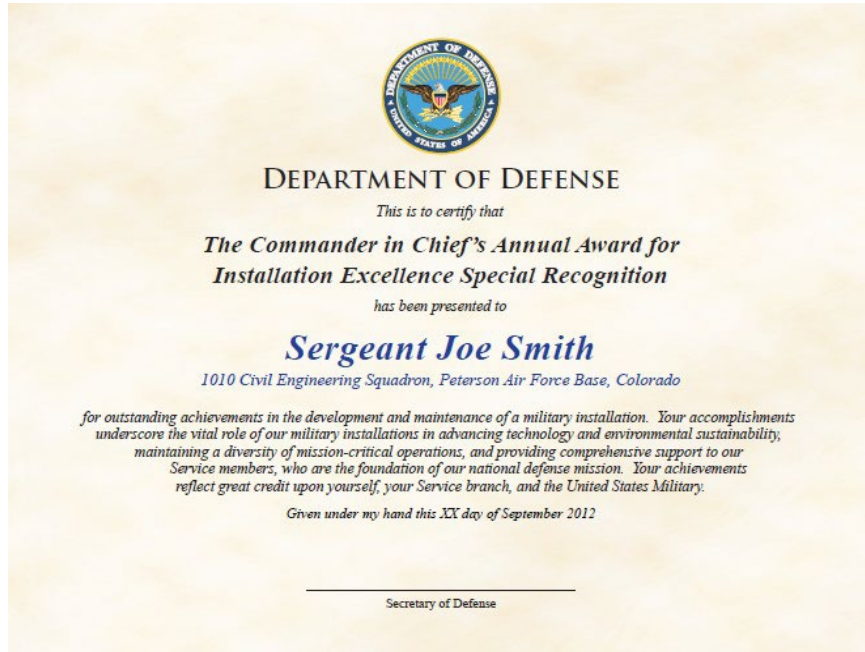 DEPARTMENT OF DEFENSE
UNITED STATES OF AMERICA
DEPARTMENT OF DEFENSE
This is to certify that
The Commander in Chief's Annual Award for
Installation Excellence Special Recognition
has been presented to
Sergeant Joe Smith
1010 Civil Engineering Squadron, Peterson Air Force Base, Colorado
for outstanding achievements in the development and maintenance of a military installation. Your accomplishments
underscore the vital role of our military installations in advancing technology and environmental sustainability,
maintaining a diversity of mission-critical operations, and providing comprehensive support to our
Service members, who are the foundation of our national defense mission. Your achievements
reflect great credit upon yourself, your Service branch, and the United States Military.
Given under my hand this XX day of September 2012
Secretary of Defense